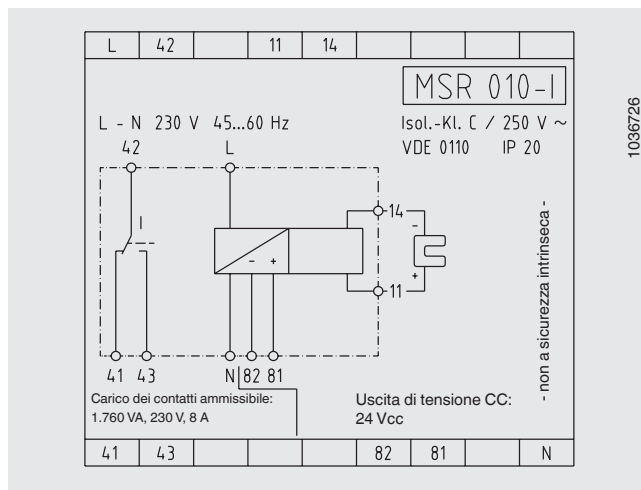 L 42 11 14
MSR 010-I
L - N 230 V 45...60 Hz
Isol.-Kl. C / 250 V ~
VDE 0110 IP 20
42 L
I
14
-
- +
+
11
41 43 N 82 81
Carico dei contatti ammissibile:
1.760 VA, 230 V, 8 A
Uscita di tensione CC:
24 Vcc
- non a sicurezza intrinseca -
41 43 82 81 N
1036726